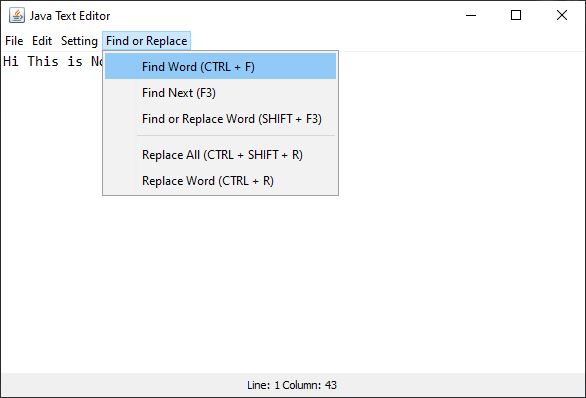 Java Text Editor
File Edit Setting Find or Replace
Hi This is
Find Word (CTRL + F)
Find Next (F3)
Find or Replace Word (SHIFT + F3)
Replace All (CTRL + SHIFT + R)
Replace Word (CTRL + R)
Line: 1 Column: 43